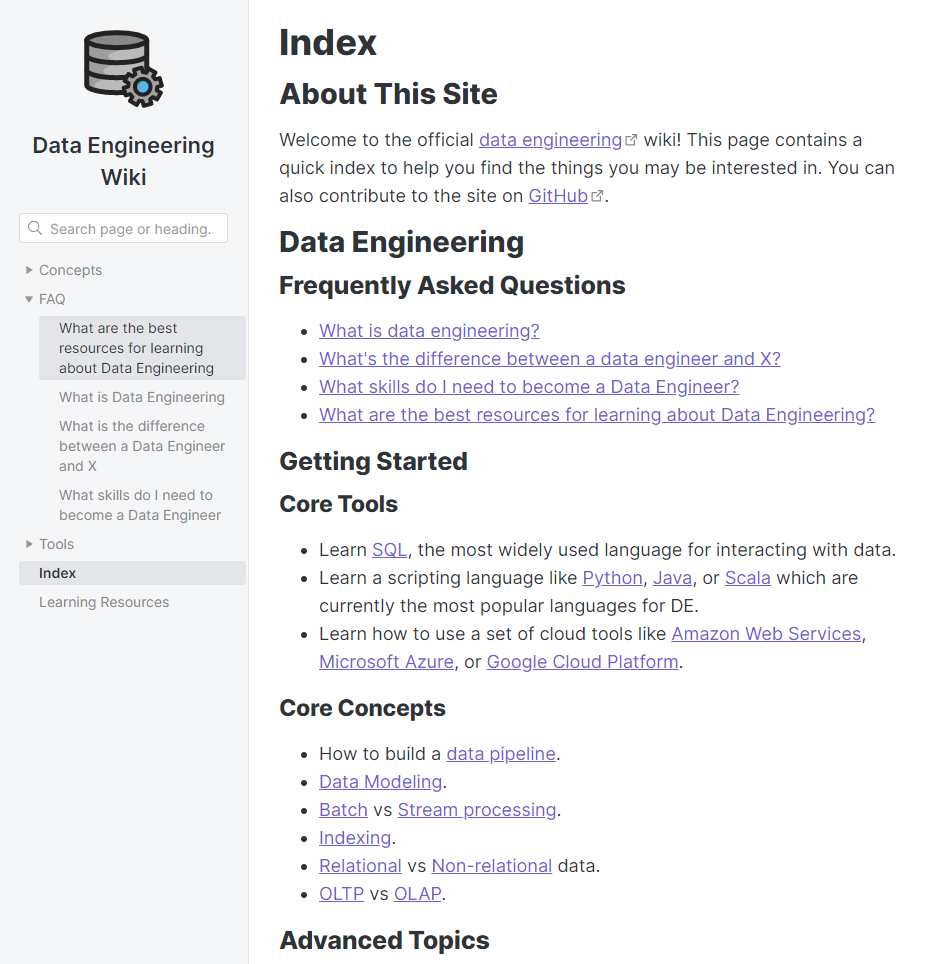 Data Engineering
Wiki
Search page or heading..
Concepts
FAQ
What are the best
resources for learning
about Data Engineering
What is Data Engineering
What is the difference
between a Data Engineer
and X
What skills do I need to
become a Data Engineer
Tools
Index
Learning Resources
Index
About This Site
Welcome to the official data engineering wiki! This page contains a
quick index to help you find the things you may be interested in. You can
also contribute to the site on GitHub.
Data Engineering
Frequently Asked Questions
• What is data engineering?
• What's the difference between a data engineer and X?
• What skills do I need to become a Data Engineer?
• What are the best resources for learning about Data Engineering?
Getting Started
Core Tools
• Learn SQL, the most widely used language for interacting with data.
• Learn a scripting language like Python, Java, or Scala which are
currently the most popular languages for DE.
• Learn how to use a set of cloud tools like Amazon Web Services,
Microsoft Azure, or Google Cloud Platform.
Core Concepts
• How to build a data pipeline.
• Data Modeling.
• Batch vs Stream processing.
• Indexing.
• Relational vs Non-relational data.
• OLTP vs OLAP.
Advanced Topics